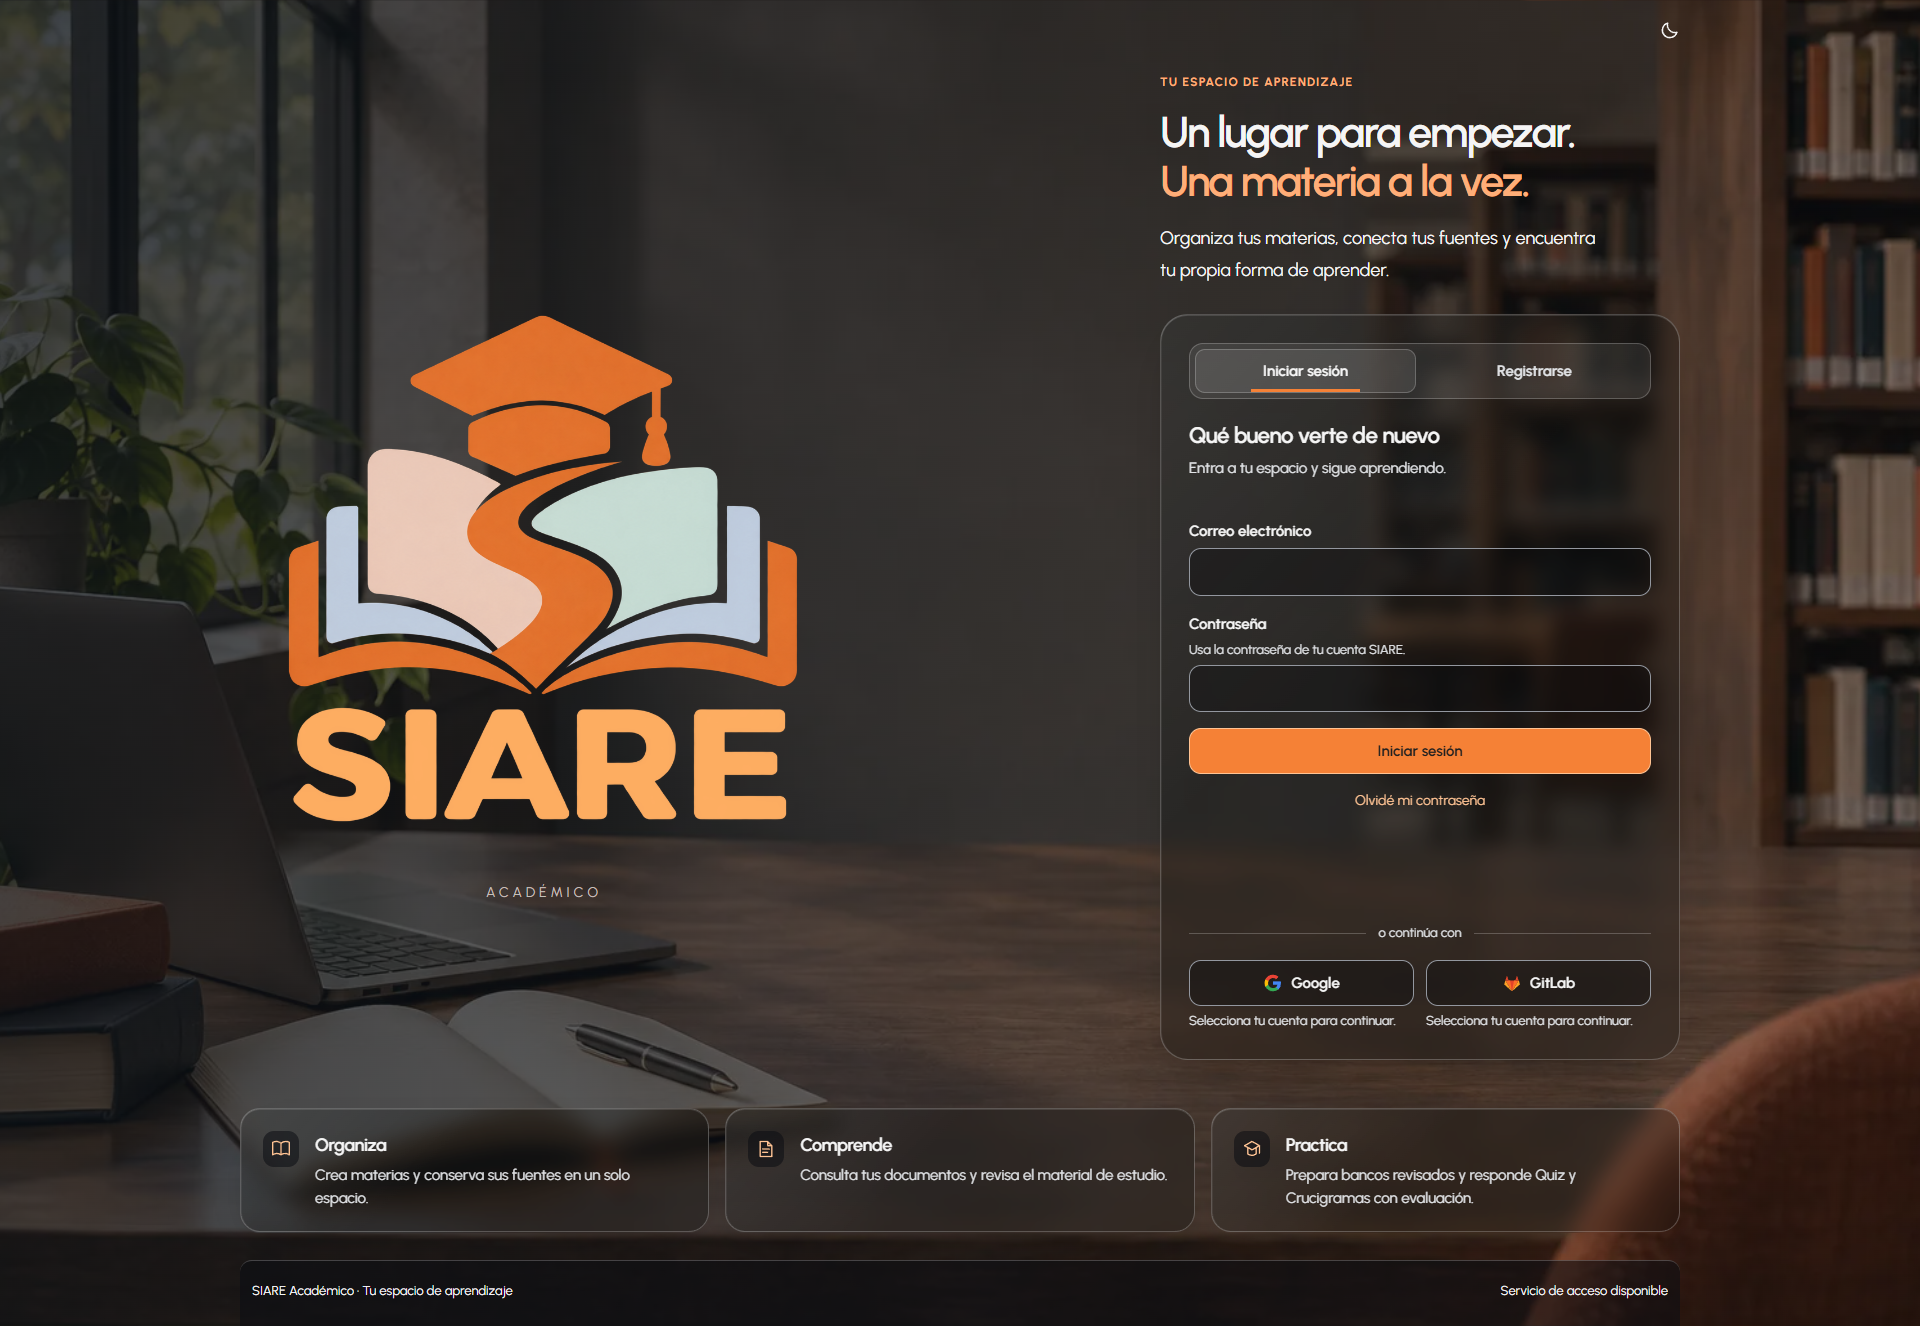 TU ESPACIO DE APRENDIZAJE
Un lugar para empezar.
Una materia a la vez.
Organiza tus materias, conecta tus fuentes y encuentra
tu propia forma de aprender.
SIARE
ACADÉMICO
Iniciar sesión
Registrarse
Qué bueno verte de nuevo
Entra a tu espacio y sigue aprendiendo.
Correo electrónico
Contraseña
Usa la contraseña de tu cuenta SIARE.
Iniciar sesión
Olvidé mi contraseña
o continúa con
Google
GitLab
Selecciona tu cuenta para continuar.
Selecciona tu cuenta para continuar.
Organiza
Crea materias y conserva sus fuentes en un solo
espacio.
Comprende
Consulta tus documentos y revisa el material de estudio.
Practica
Prepara bancos revisados y responde Quiz y
Crucigramas con evaluación.
SIARE Académico · Tu espacio de aprendizaje
Servicio de acceso disponible